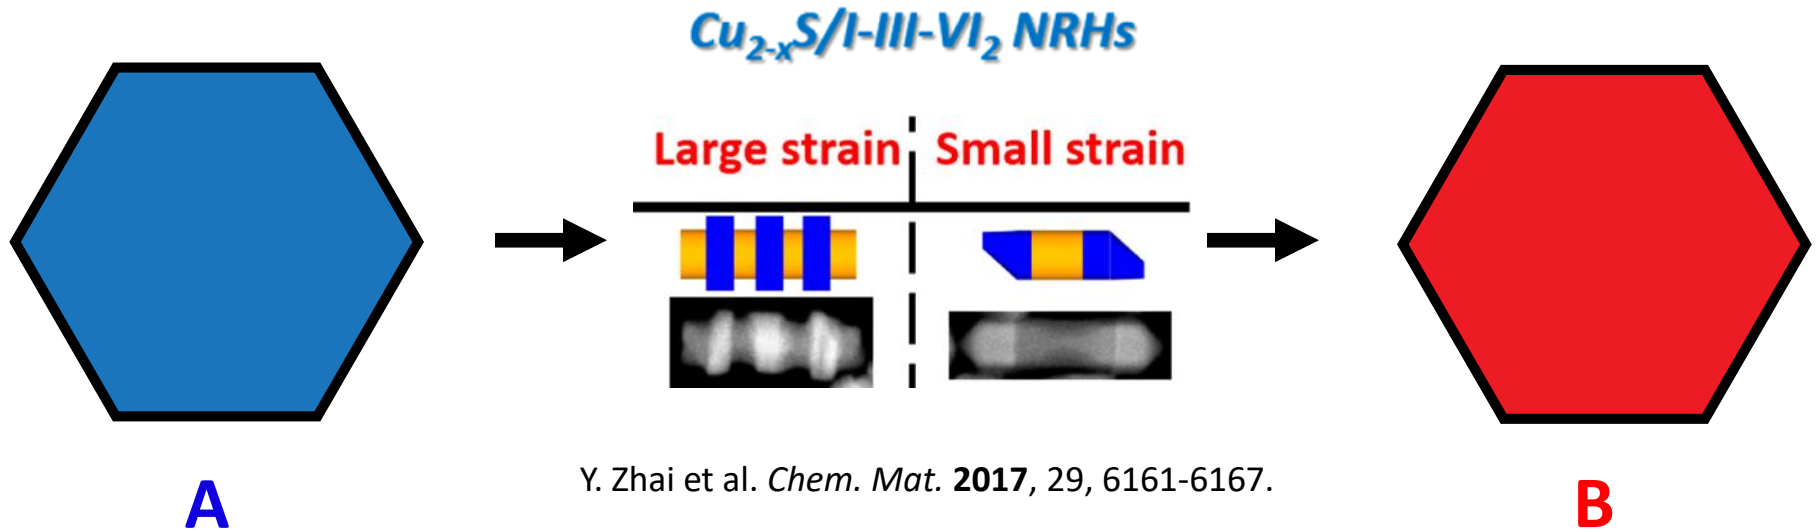 Cu2-xS/I-III-VI2 NRHs
Large strain
Small strain
Y. Zhai et al. Chem. Mat. 2017, 29, 6161-6167.
A
B